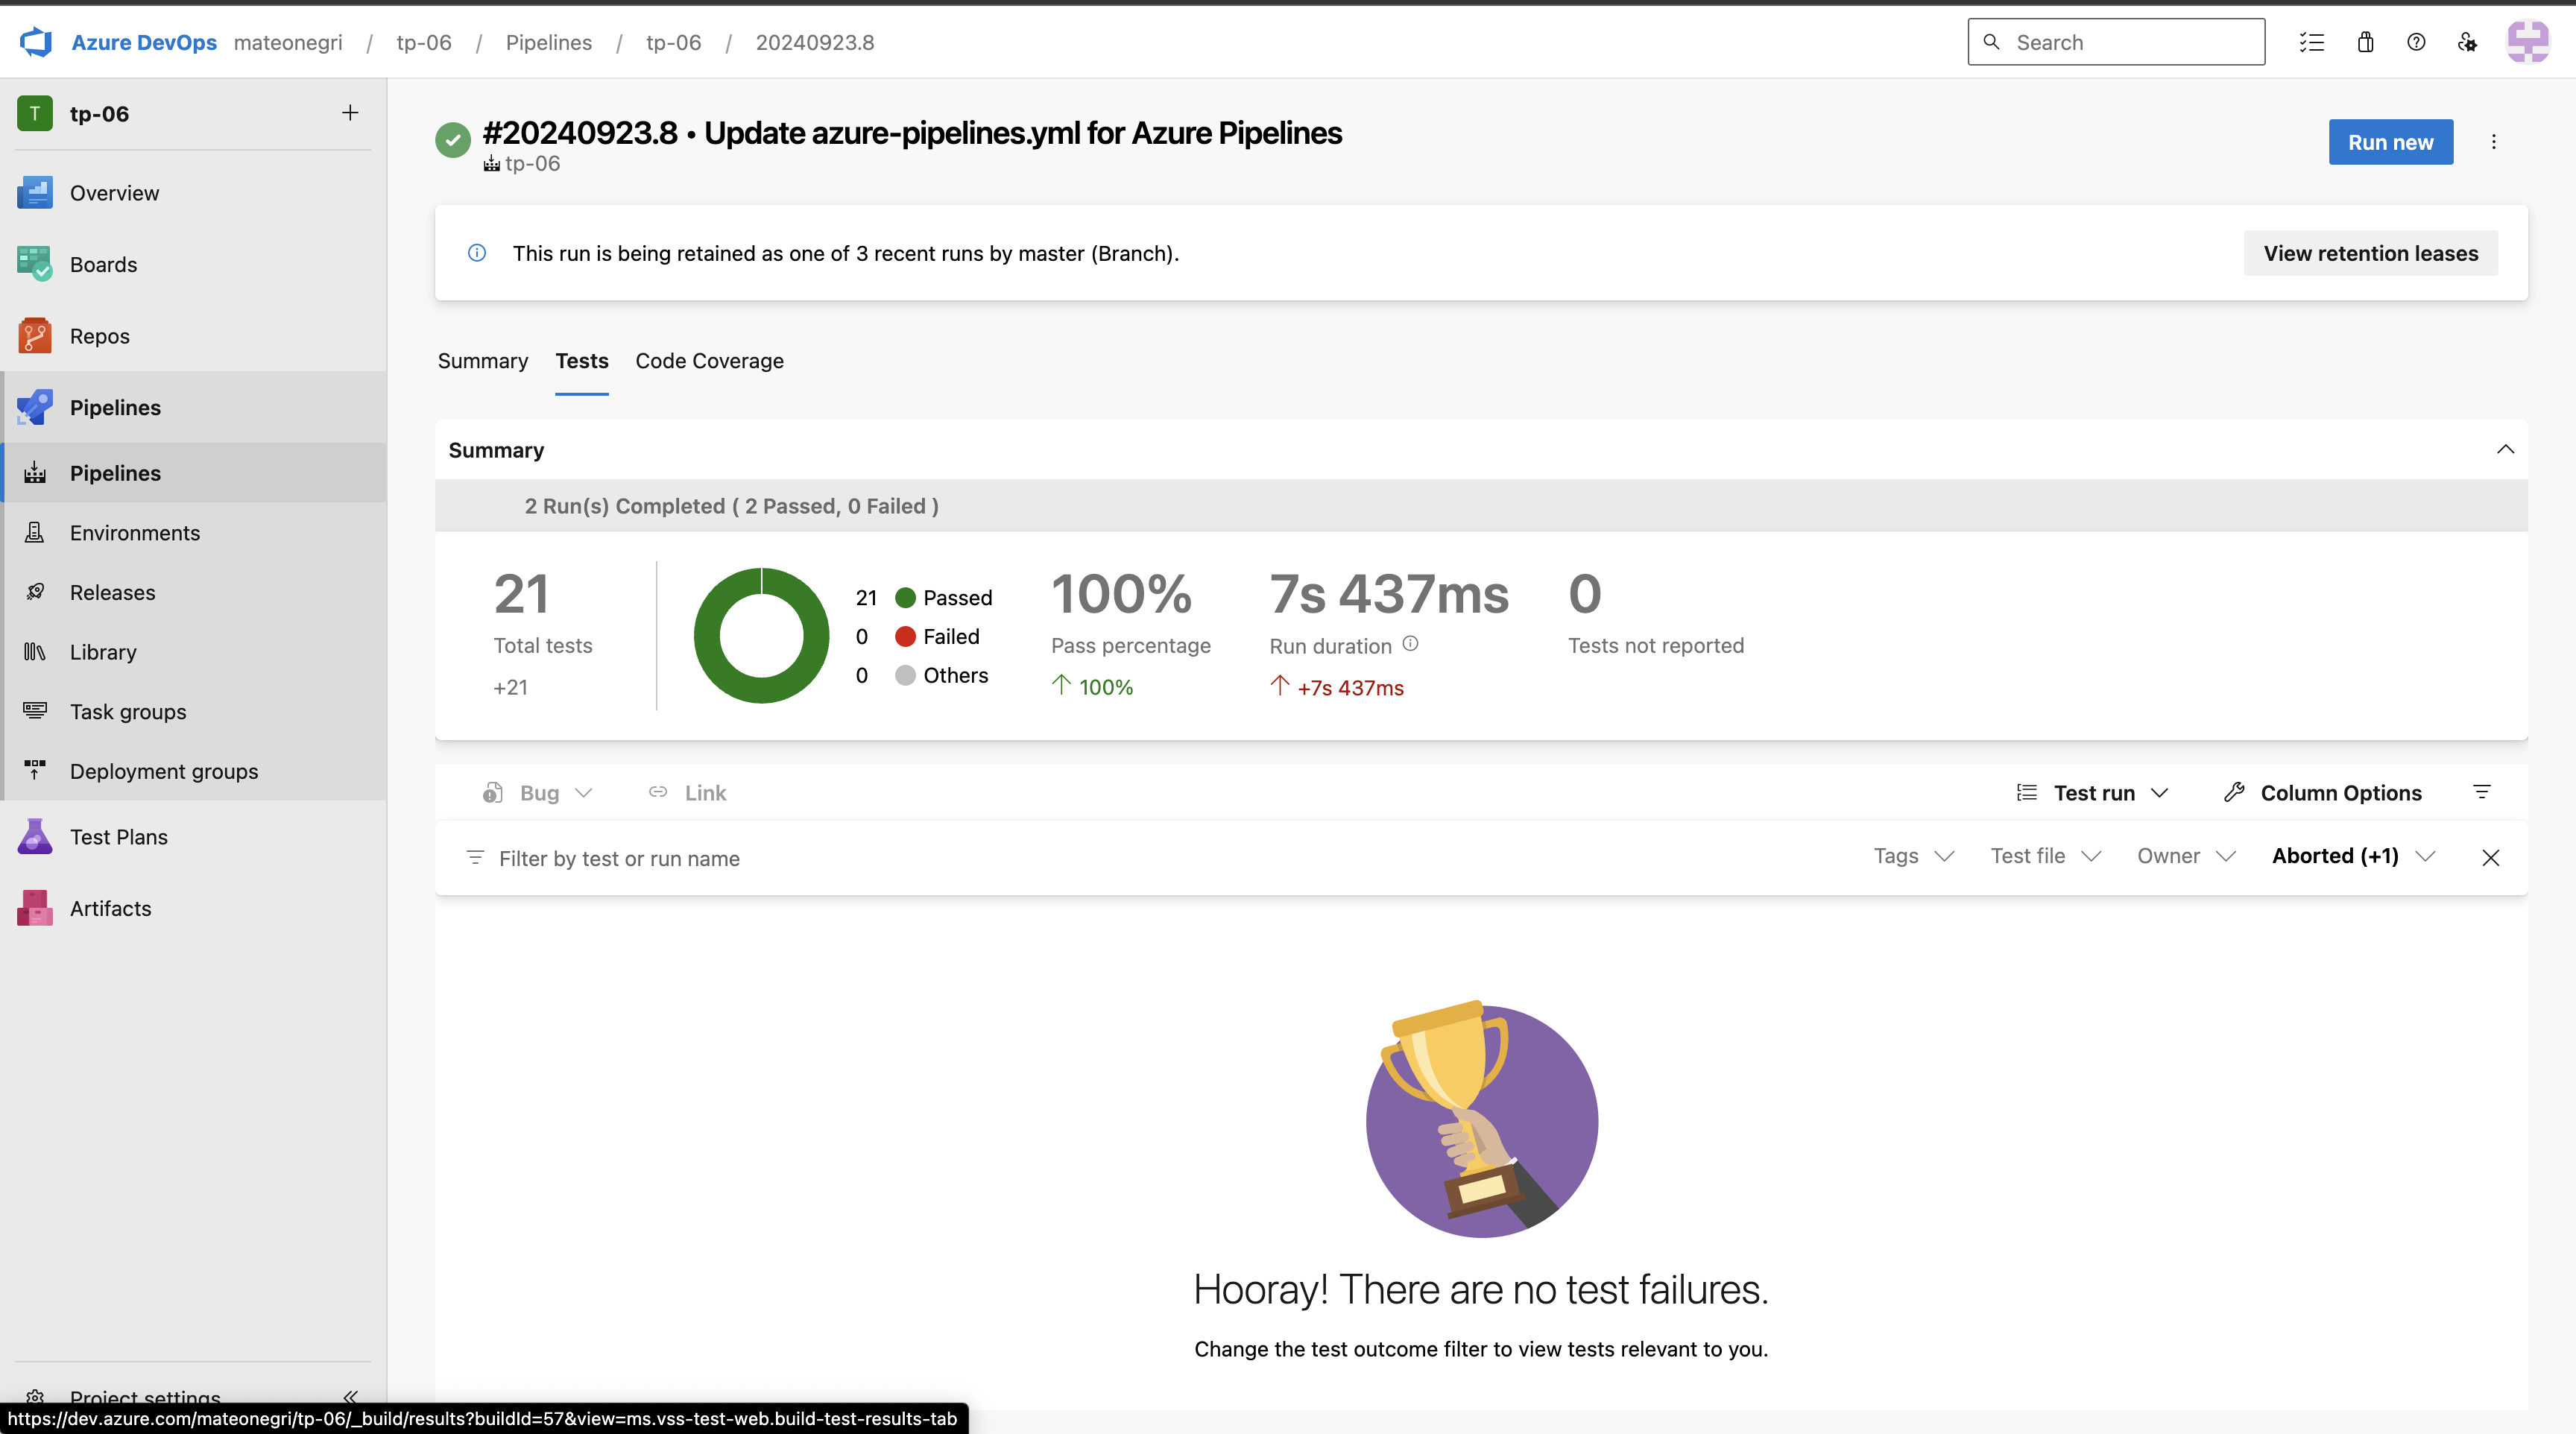 Azure DevOps mateonegri / tp-06 / Pipelines / tp-06 / 20240923.8
Search
T tp-06
Overview
Boards
Repos
Pipelines
Pipelines
Environments
Releases
Library
Task groups
Deployment groups
Test Plans
Artifacts
Project settings
#20240923.8 • Update azure-pipelines.yml for Azure Pipelines
tp-06
Run new
This run is being retained as one of 3 recent runs by master (Branch).
View retention leases
Summary Tests Code Coverage
Summary
2 Run(s) Completed ( 2 Passed, 0 Failed )
21
Total tests
+21
21 Passed
0 Failed
0 Others
100%
Pass percentage
100%
7s 437ms
Run duration
+7s 437ms
0
Tests not reported
Bug Link Test run Column Options
Filter by test or run name Tags Test file Owner Aborted (+1)
Hooray! There are no test failures.
Change the test outcome filter to view tests relevant to you.
https://dev.azure.com/mateonegri/tp-06/_build/results?buildId=57&view=ms.vss-test-web.build-test-results-tab